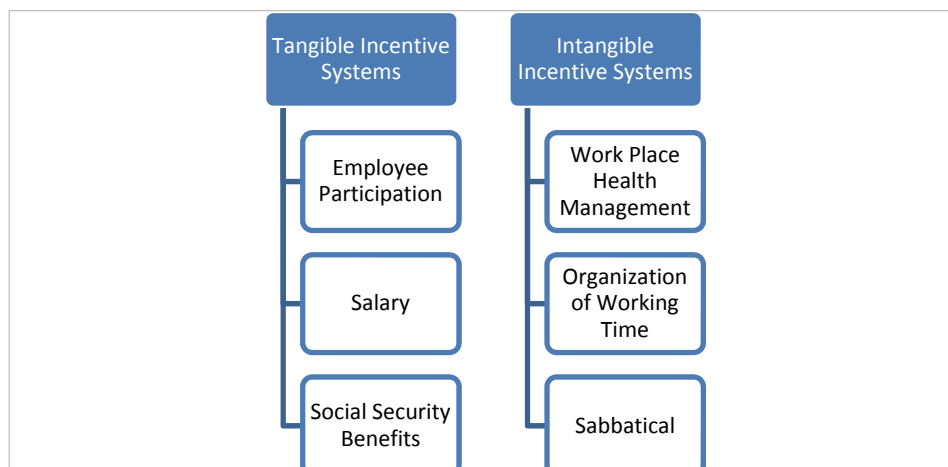 Tangible Incentive
Systems
Employee
Participation
Salary
Social Security
Benefits
Intangible
Incentive Systems
Work Place
Health
Management
Organization
of Working
Time
Sabbatical